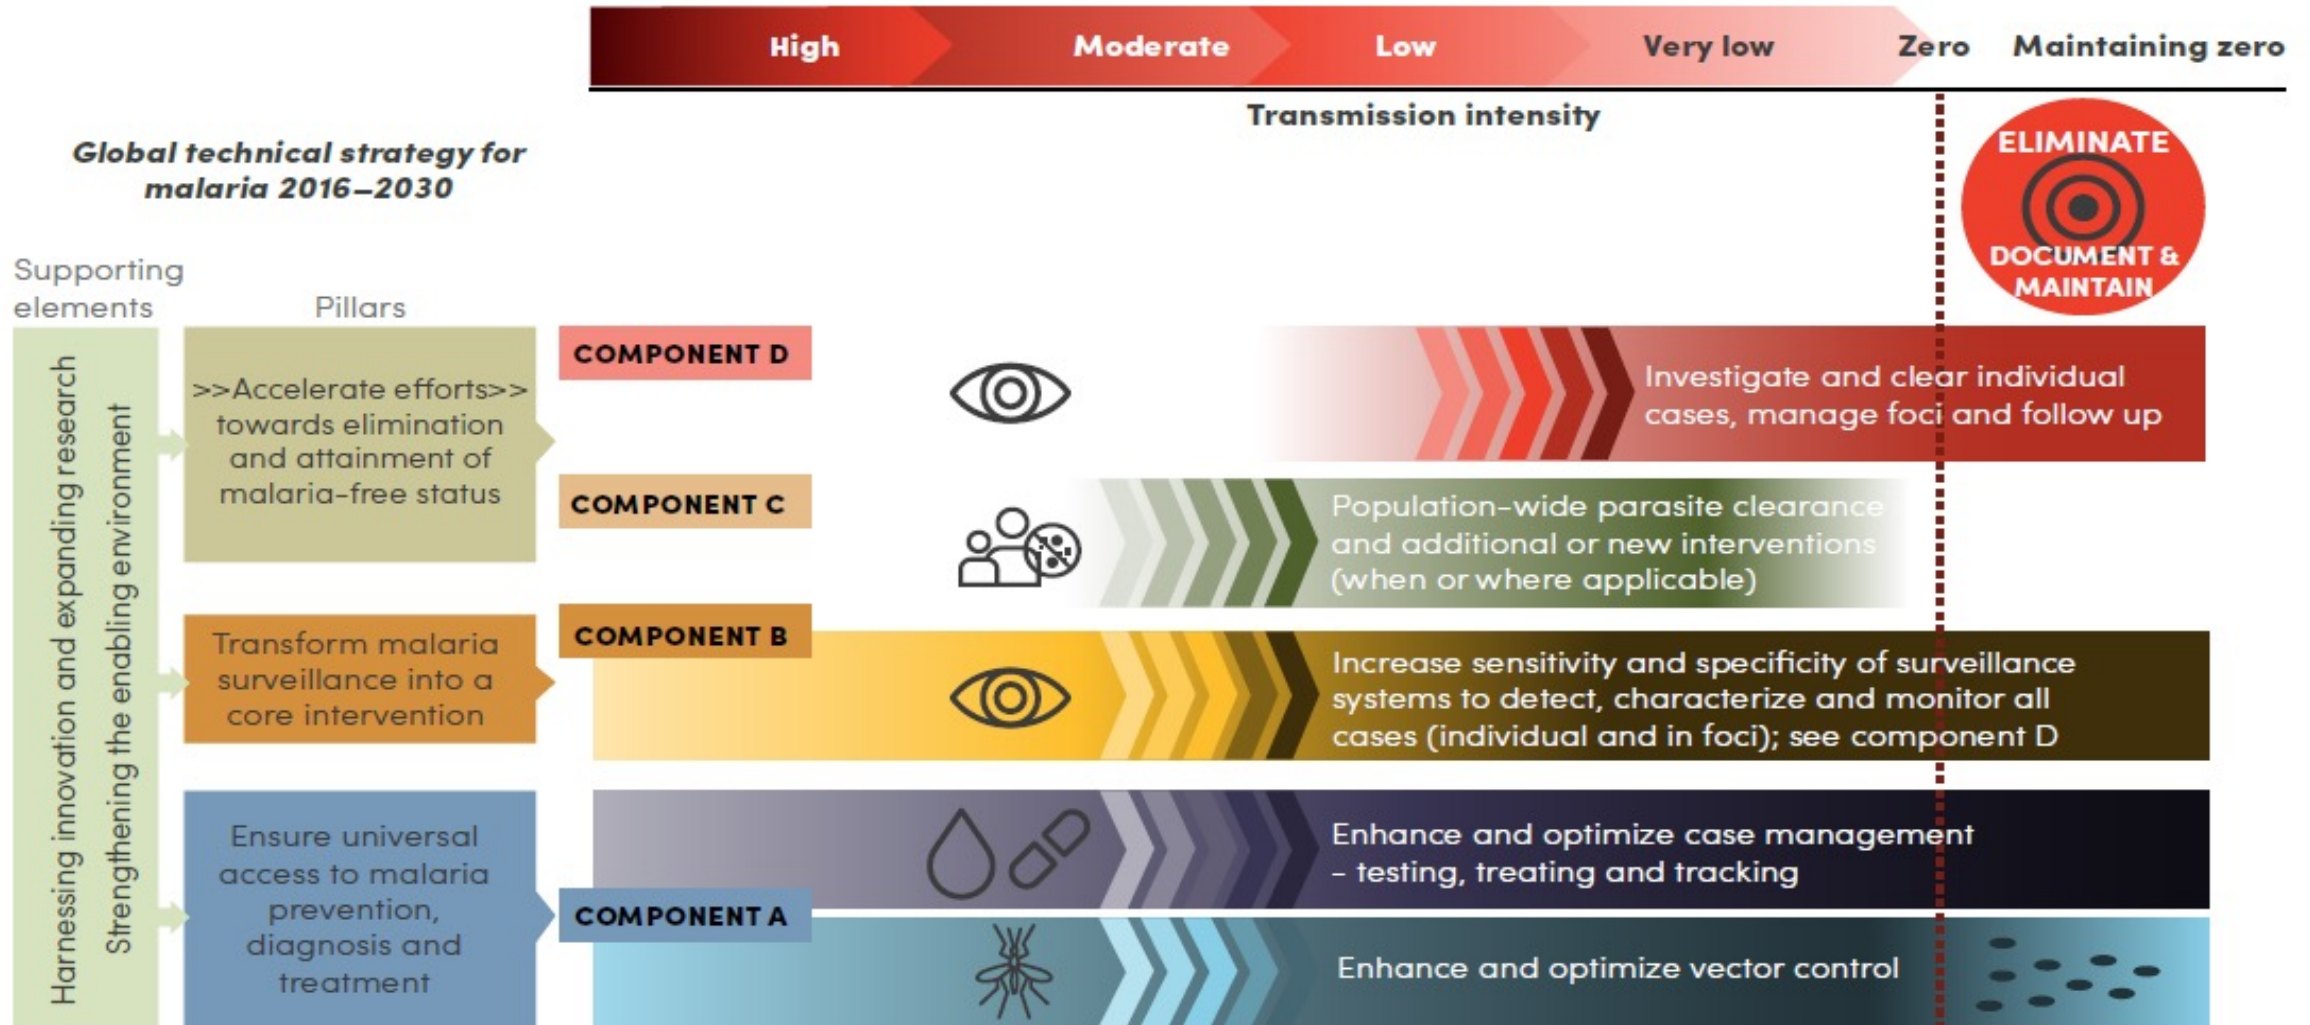 High
Moderate
Low
Very low
Zero
Maintaining zero
Transmission intensity
Global technical strategy for
malaria 2016–2030
ELIMINATE
DOCUMENT &
MAINTAIN
Supporting
elements
Pillars
Harnessing innovation and expanding research
Strengthening the enabling environment
>>Accelerate efforts>>
towards elimination
and attainment of
malaria-free status
COMPONENT D
Investigate and clear individual
cases, manage foci and follow up
COMPONENT C
Population-wide parasite clearance
and additional or new interventions
(when or where applicable)
Transform malaria
surveillance into a
core intervention
COMPONENT B
Increase sensitivity and specificity of surveillance
systems to detect, characterize and monitor all
cases (individual and in foci); see component D
Ensure universal
access to malaria
prevention,
diagnosis and
treatment
COMPONENT A
Enhance and optimize case management
- testing, treating and tracking
Enhance and optimize vector control